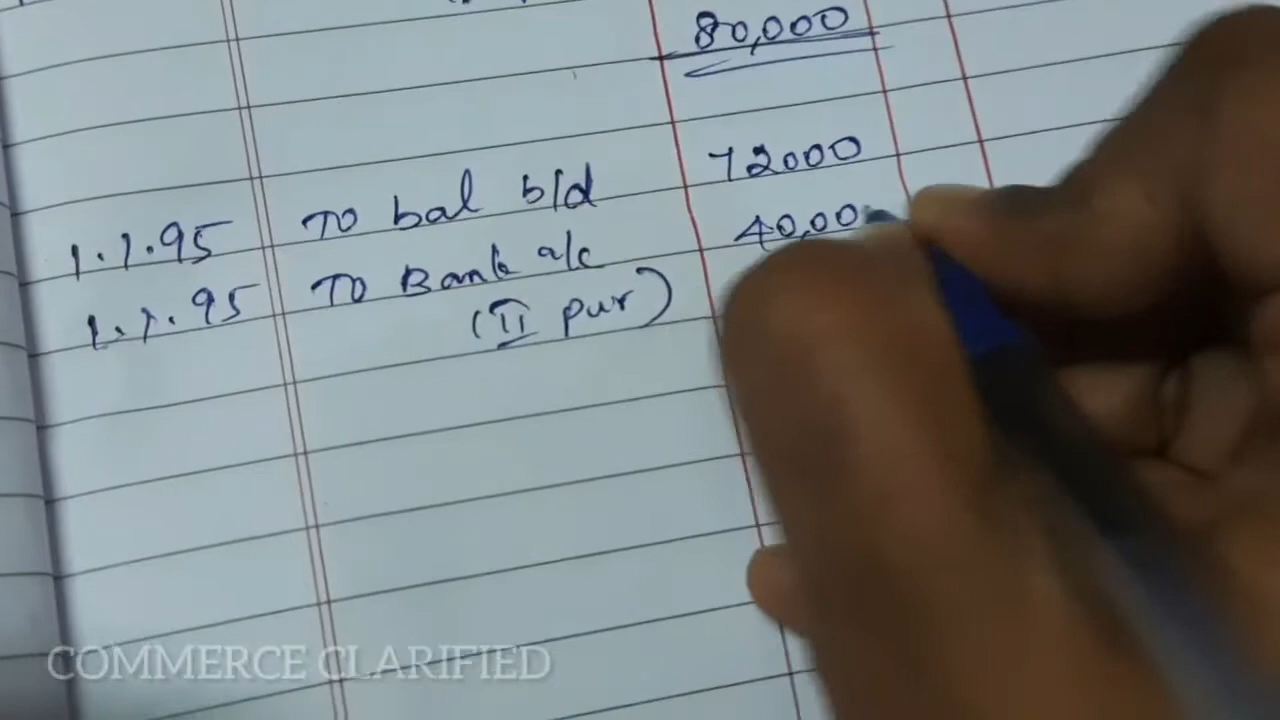 80,000
1.1.95 To bal b/d 72000
1.1.95 To Bank a/c 40,00
(II pur)
COMMERCE CLARIFIED